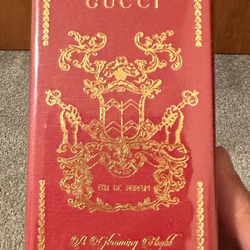 GUCCI
EAU DE PARFUM
A Gloaming Night